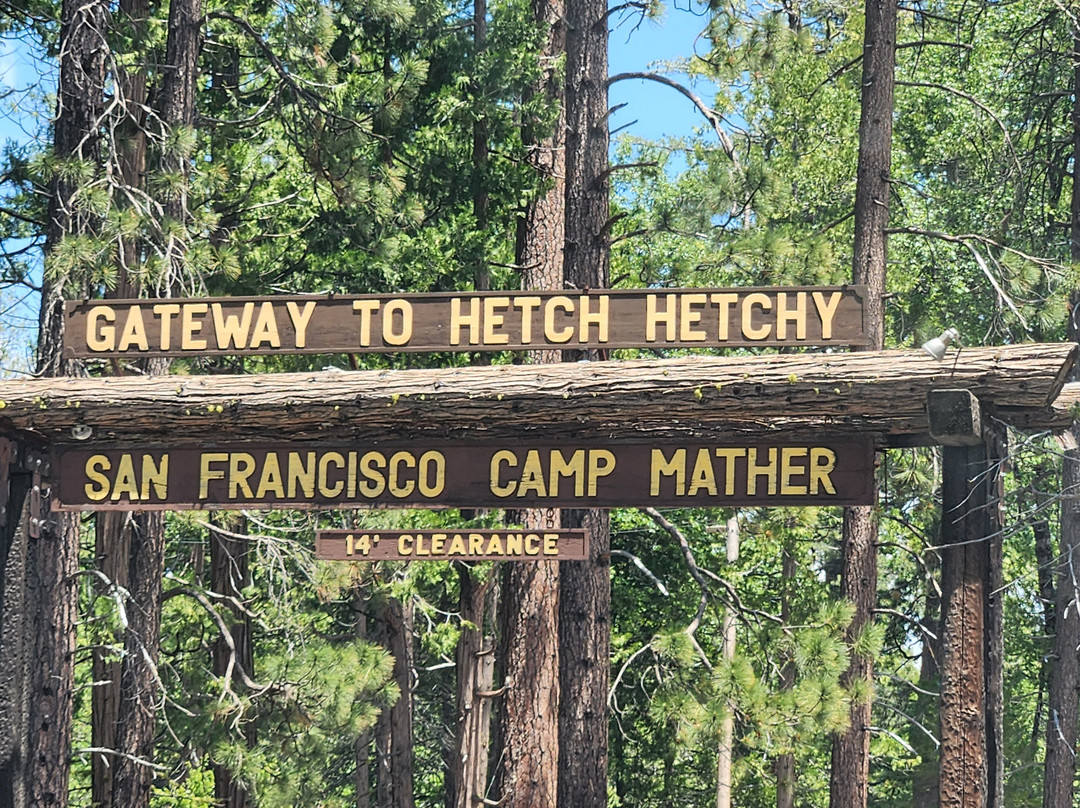 GATEWAY TO HETCH HETCHY
SAN FRANCISCO CAMP MATHER
14' CLEARANCE